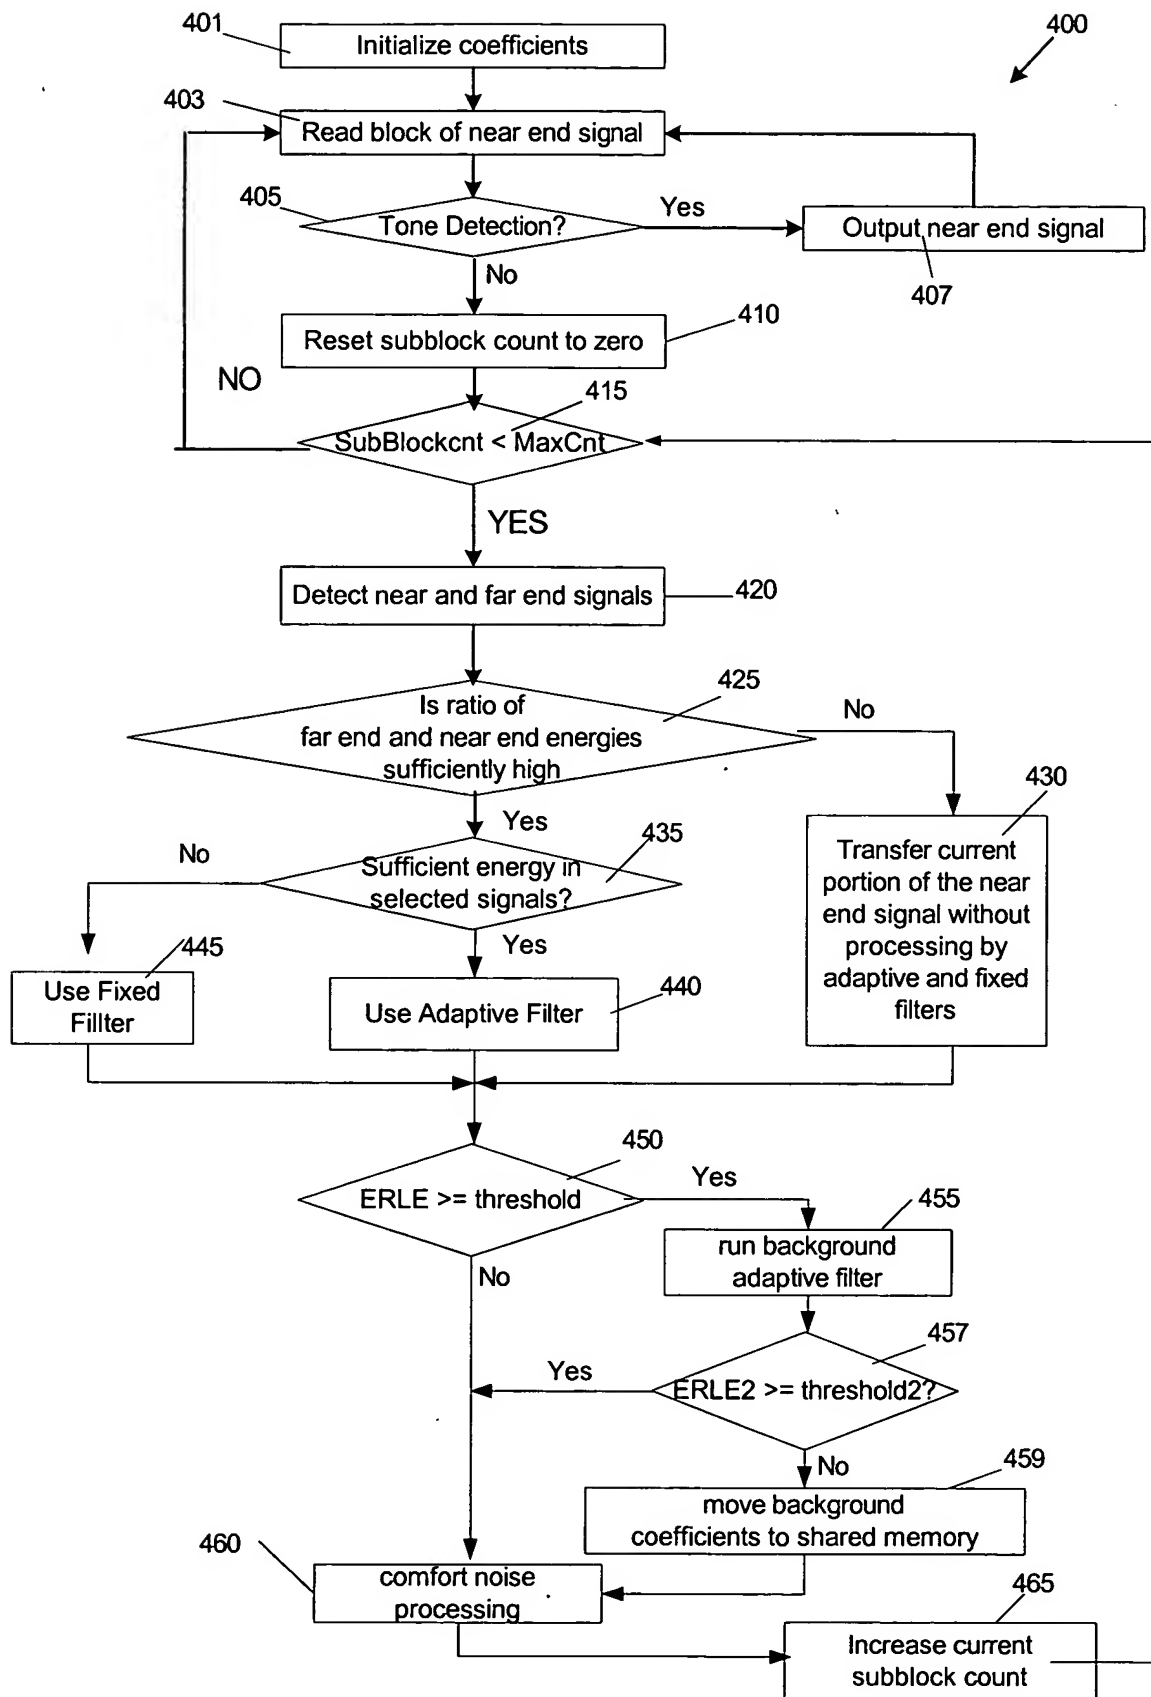 401
Initialize coefficients
400
403
Read block of near end signal
405
Tone Detection?
Yes
Output near end signal
407
No
410
Reset subblock count to zero
NO
415
SubBlockcnt < MaxCnt
YES
Detect near and far end signals
420
425
Is ratio of
far end and near end energies
sufficiently high
No
Yes
430
Transfer current
portion of the near
end signal without
processing by
adaptive and fixed
filters
435
No
Sufficient energy in
selected signals?
Yes
445
Use Fixed
Fillter
440
Use Adaptive Filter
450
ERLE >= threshold
Yes
455
run background
adaptive filter
No
457
Yes
ERLE2 >= threshold2?
No
459
move background
coefficients to shared memory
460
comfort noise
processing
465
Increase current
subblock count